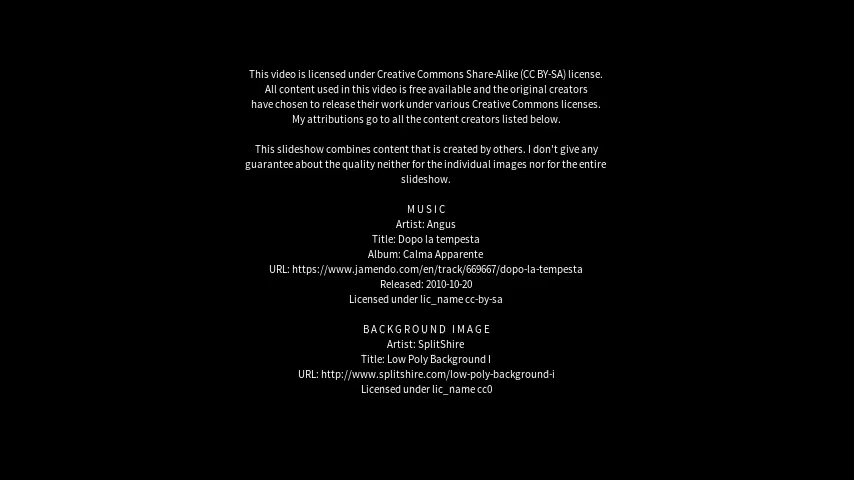 This video is licensed under Creative Commons Share-Alike (CC BY-SA) license.
All content used in this video is free available and the original creators
have chosen to release their work under various Creative Commons licenses.
My attributions go to all the content creators listed below.
This slideshow combines content that is created by others. I don't give any
guarantee about the quality neither for the individual images nor for the entire
slideshow.
MUSIC
Artist: Angus
Title: Dopo la tempesta
Album: Calma Apparente
URL: https://www.jamendo.com/en/track/669667/dopo-la-tempesta
Released: 2010-10-20
Licensed under lic_name cc-by-sa
BACKGROUND IMAGE
Artist: SplitShire
Title: Low Poly Background I
URL: http://www.splitshire.com/low-poly-background-i
Licensed under lic_name cc0